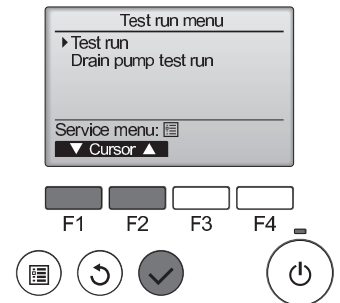 Test run menu
Test run
Drain pump test run
Service menu:
▼ Cursor ▲
F1 F2 F3 F4